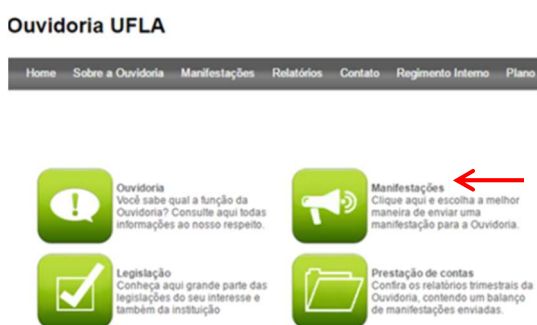 Ouvidoria UFLA
Home Sobre a Ouvidoria Manifestações Relatórios Contato Regimento Interno Plano
Ouvidoria
Você sabe qual a função da
Ouvidoria? Consulte aqui todas
informações ao nosso respeito.
Manifestações
Clique aqui e escolha a melhor
maneira de enviar uma
manifestação para a Ouvidoria.
Legislação
Conheça aqui grande parte das
legislações do seu interesse e
também da instituição
Prestação de contas
Confira os relatórios trimestrais da
Ouvidoria, contendo um balanço
de manifestações enviadas.